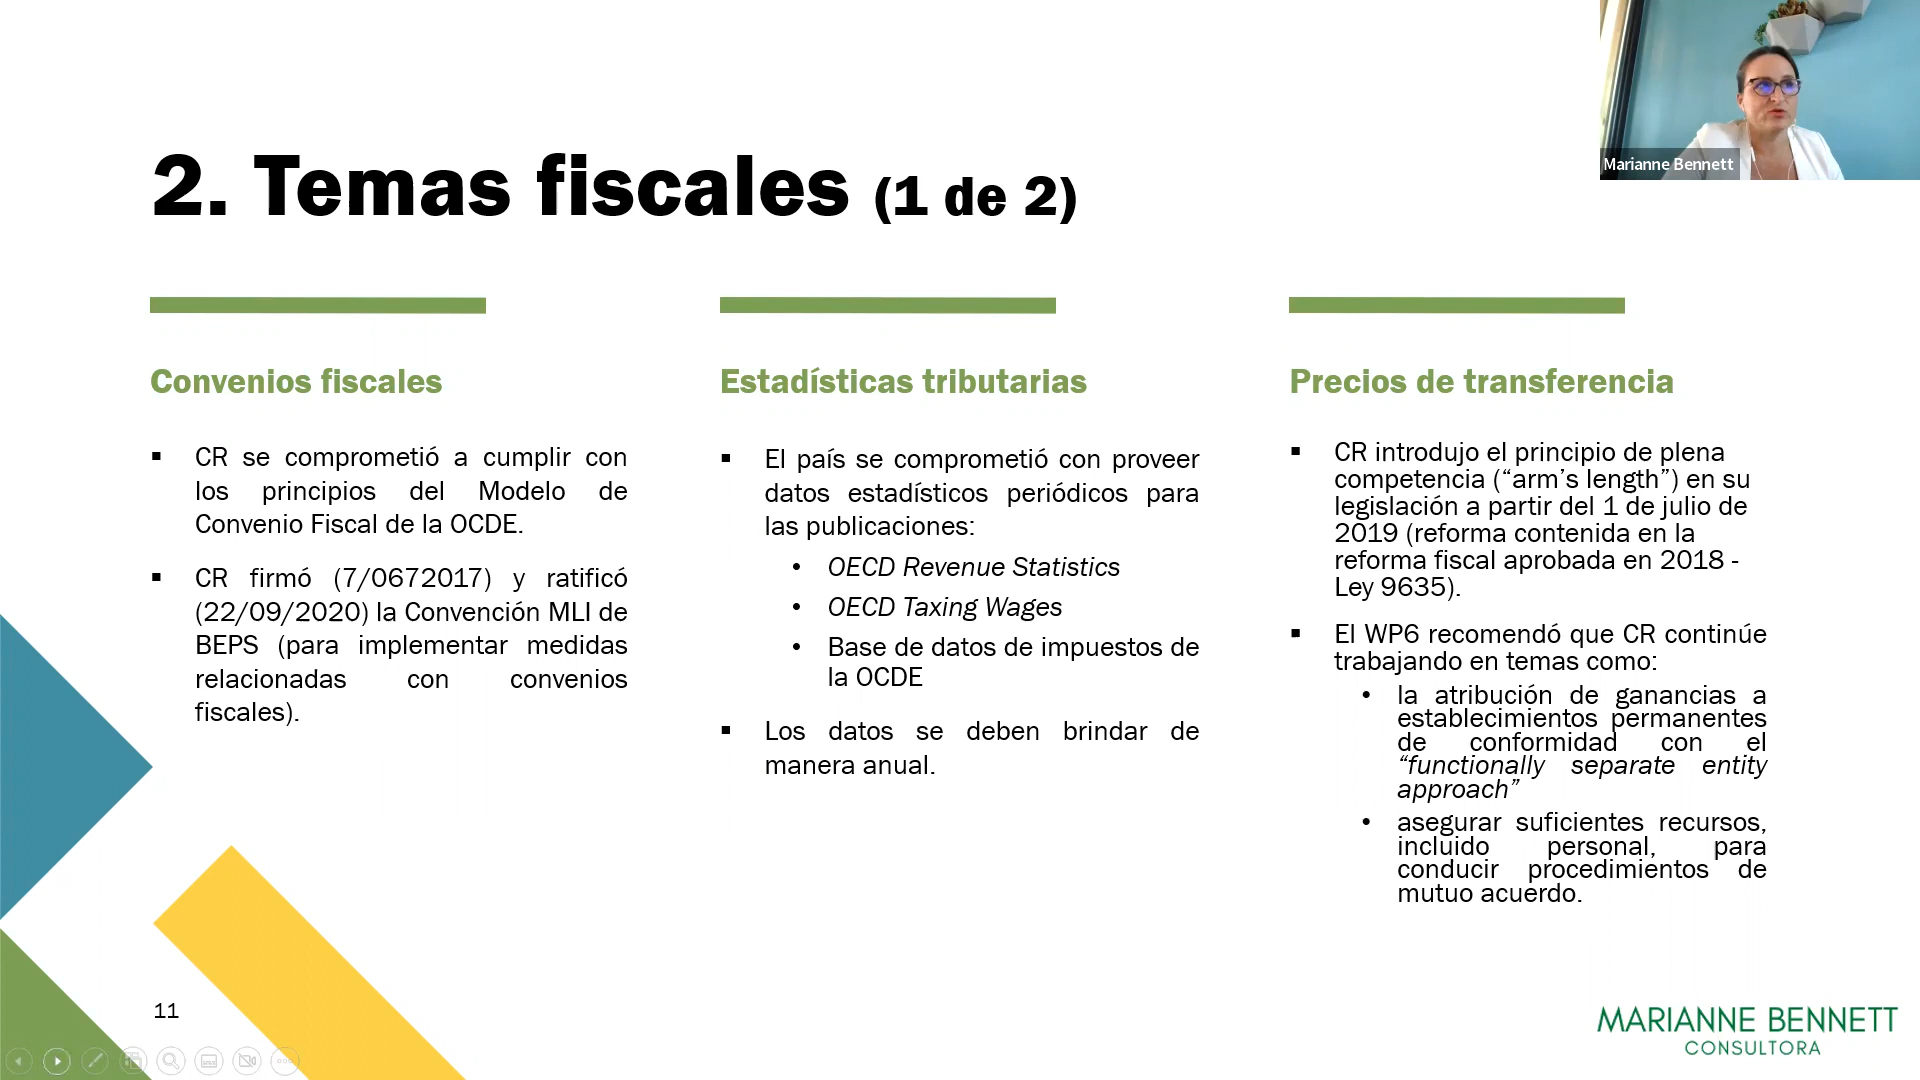 Marianne Bennett
2. Temas fiscales (1 de 2)
Convenios fiscales
▪ CR se comprometió a cumplir con
los principios del Modelo de
Convenio Fiscal de la OCDE.
▪ CR firmó (7/0672017) y ratificó
(22/09/2020) la Convención MLI de
BEPS (para implementar medidas
relacionadas con convenios
fiscales).
Estadísticas tributarias
▪ El país se comprometió con proveer
datos estadísticos periódicos para
las publicaciones:
• OECD Revenue Statistics
• OECD Taxing Wages
• Base de datos de impuestos de
la OCDE
▪ Los datos se deben brindar de
manera anual.
Precios de transferencia
▪ CR introdujo el principio de plena
competencia (“arm’s length”) en su
legislación a partir del 1 de julio de
2019 (reforma contenida en la
reforma fiscal aprobada en 2018 -
Ley 9635).
▪ El WP6 recomendó que CR continúe
trabajando en temas como:
• la atribución de ganancias a
establecimientos permanentes
de conformidad con el
“functionally separate entity
approach”
• asegurar suficientes recursos,
incluido personal, para
conducir procedimientos de
mutuo acuerdo.
11
MARIANNE BENNETT
CONSULTORA